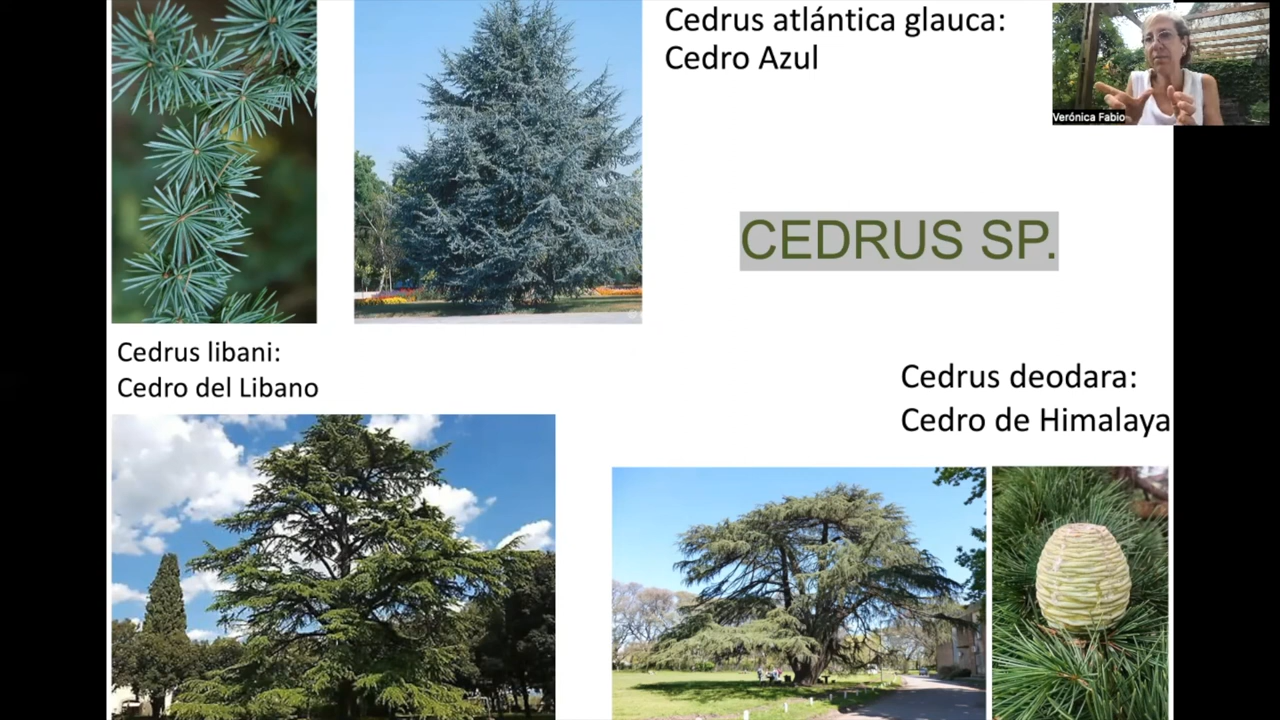 Cedrus atlántica glauca:
Cedro Azul
Verónica Fabio
CEDRUS SP.
Cedrus libani:
Cedro del Libano
Cedrus deodara:
Cedro de Himalaya